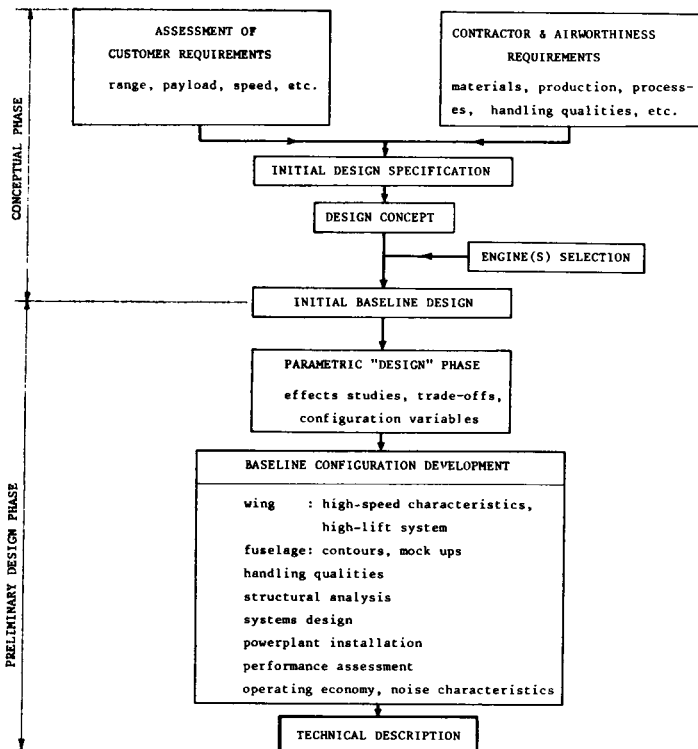 ASSESSMENT OF
CUSTOMER REQUIREMENTS
range, payload, speed, etc.
CONTRACTOR & AIRWORTHINESS
REQUIREMENTS
materials, production, process-
es, handling qualities, etc.
CONCEPTUAL PHASE
INITIAL DESIGN SPECIFICATION
DESIGN CONCEPT
ENGINE(S) SELECTION
INITIAL BASELINE DESIGN
PRELIMINARY DESIGN PHASE
PARAMETRIC "DESIGN" PHASE
effects studies, trade-offs,
configuration variables
BASELINE CONFIGURATION DEVELOPMENT
wing : high-speed characteristics,
high-lift system
fuselage: contours, mock ups
handling qualities
structural analysis
systems design
powerplant installation
performance assessment
operating economy, noise characteristics
TECHNICAL DESCRIPTION